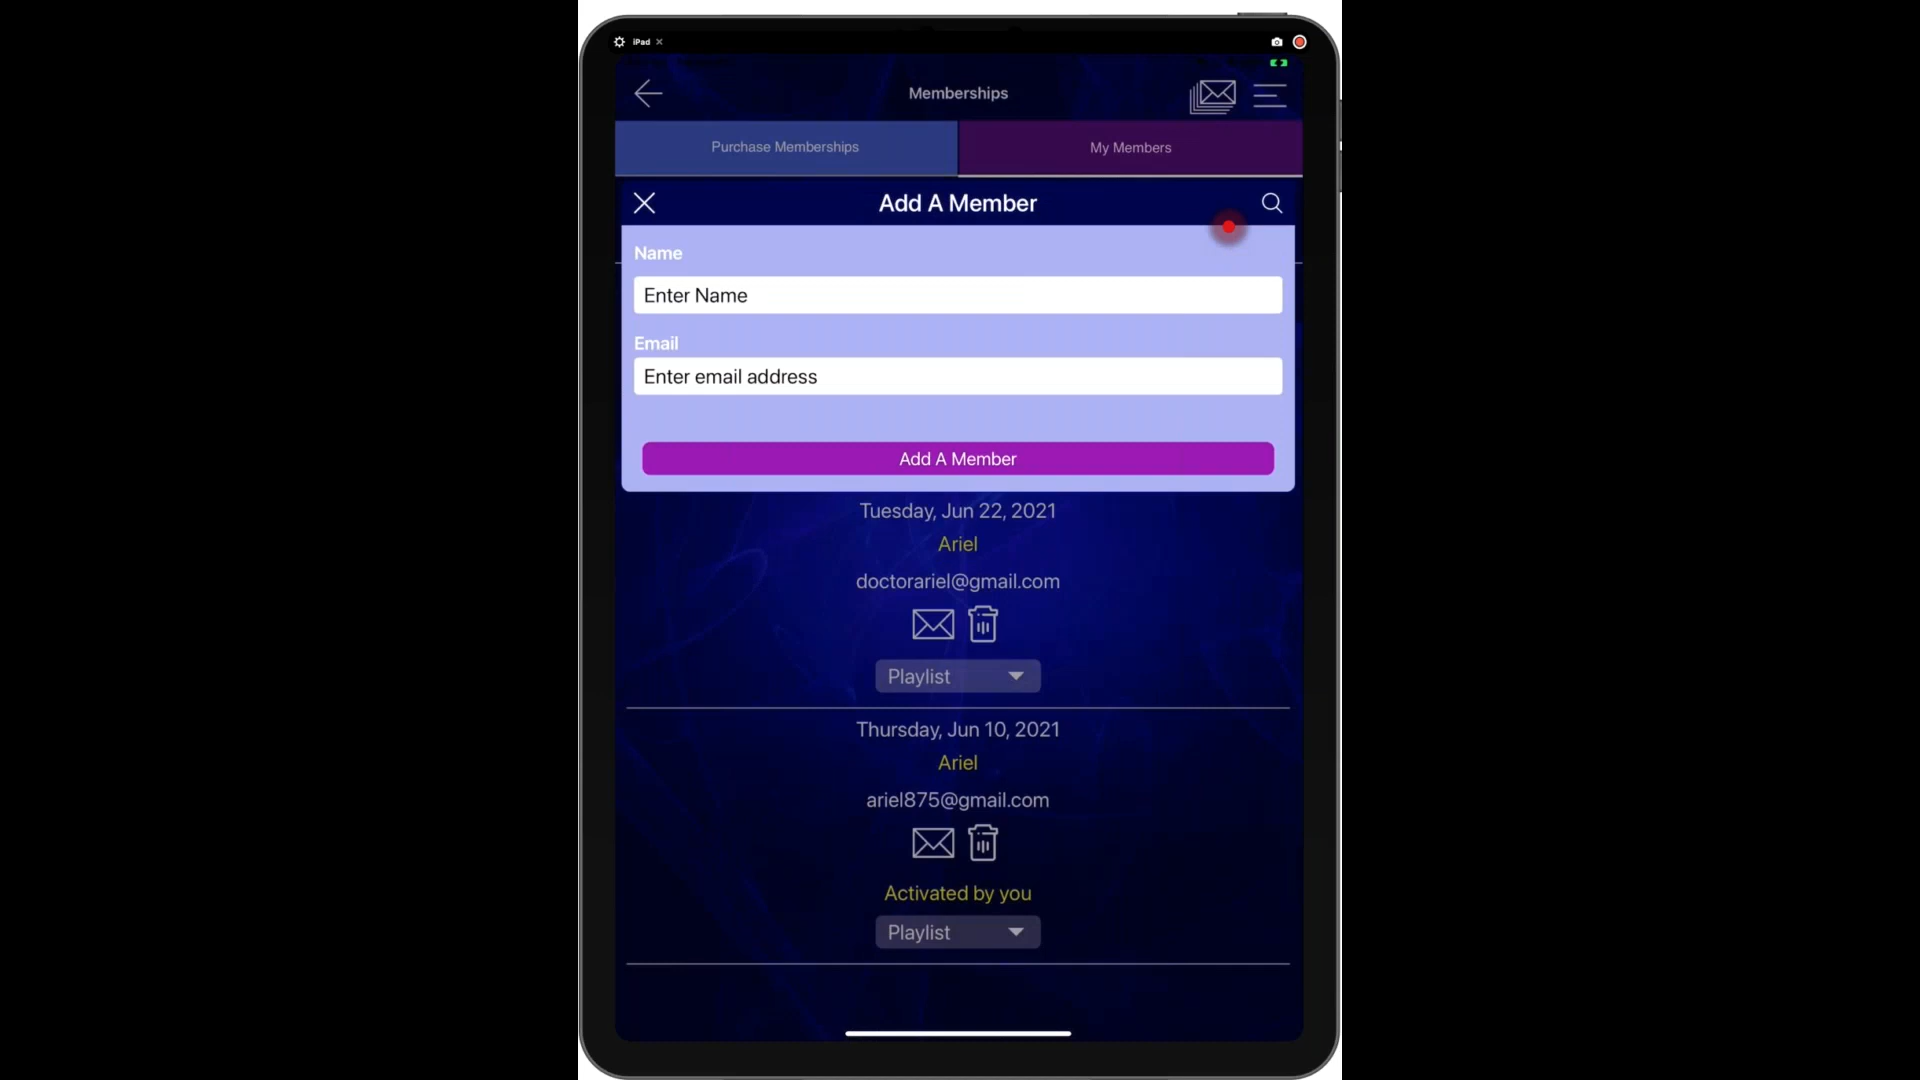 iPad
Memberships
Purchase Memberships
My Members
Add A Member
Name
Enter Name
Email
Enter email address
Add A Member
Tuesday, Jun 22, 2021
Ariel
doctorariel@gmail.com
Playlist
Thursday, Jun 10, 2021
Ariel
ariel875@gmail.com
Activated by you
Playlist